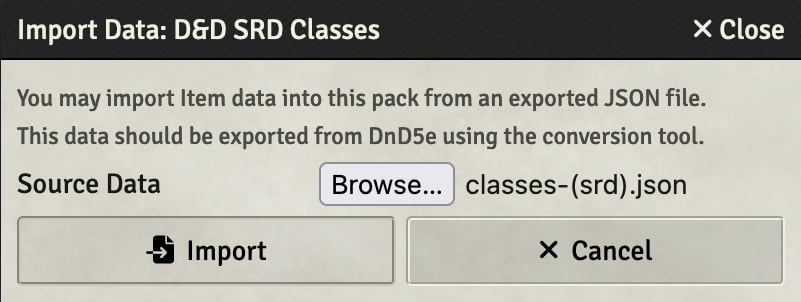 Import Data: D&D SRD Classes ✕ Close
You may import Item data into this pack from an exported JSON file.
This data should be exported from DnD5e using the conversion tool.
Source Data Browse... classes-(srd).json
Import ✕ Cancel